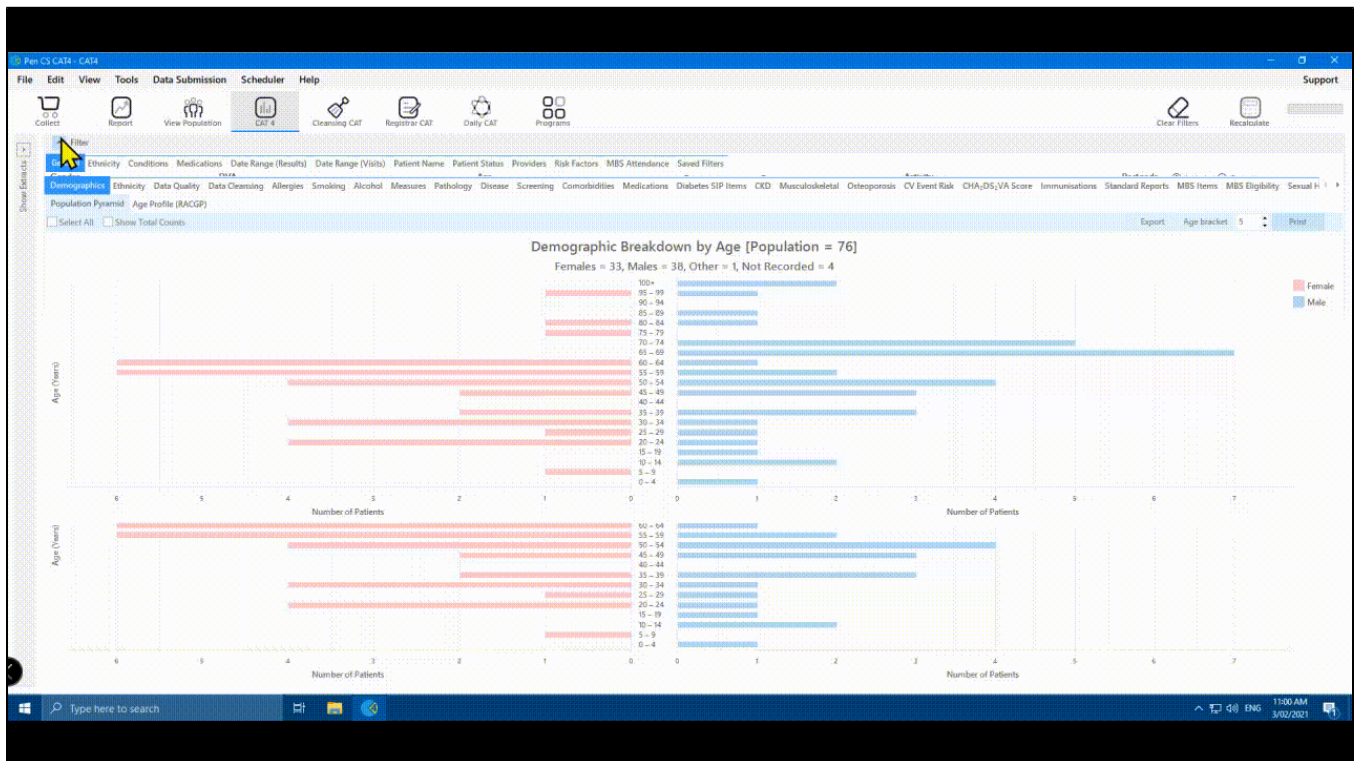 Pen CS CAT4 - CAT4
File Edit View Tools Data Submission Scheduler Help Support
Collect Report View Population CAT 4 Cleansing CAT Registrar CAT Daily CAT Programs Clear Filters Recalculate
Filter
Ethnicity Conditions Medications Date Range (Results) Date Range (Visits) Patient Name Patient Status Providers Risk Factors MBS Attendance Saved Filters
Show Extracts
Demographics Ethnicity Data Quality Data Cleansing Allergies Smoking Alcohol Measures Pathology Disease Screening Comorbidities Medications Diabetes SIP Items CKD Musculoskeletal Osteoporosis CV Event Risk CHA₂DS₂VA Score Immunisations Standard Reports MBS Items MBS Eligibility Sexual H
Population Pyramid Age Profile (RACGP)
Select All Show Total Counts Export Age bracket 5 Print
Demographic Breakdown by Age [Population = 76]
Females = 33, Males = 38, Other = 1, Not Recorded = 4
Female
Male
Age (Years)
100+
95 – 99
90 – 94
85 – 89
80 – 84
75 – 79
70 – 74
65 – 69
60 – 64
55 – 59
50 – 54
45 – 49
40 – 44
35 – 39
30 – 34
25 – 29
20 – 24
15 – 19
10 – 14
5 – 9
0 – 4
6 5 4 3 2 1 0 0 1 2 3 4 5 6 7
Number of Patients Number of Patients
Age (Years)
60 – 64
55 – 59
50 – 54
45 – 49
40 – 44
35 – 39
30 – 34
25 – 29
20 – 24
15 – 19
10 – 14
5 – 9
0 – 4
6 5 4 3 2 1 0 0 1 2 3 4 5 6 7
Number of Patients Number of Patients
Type here to search ENG 11:00 AM
3/02/2021